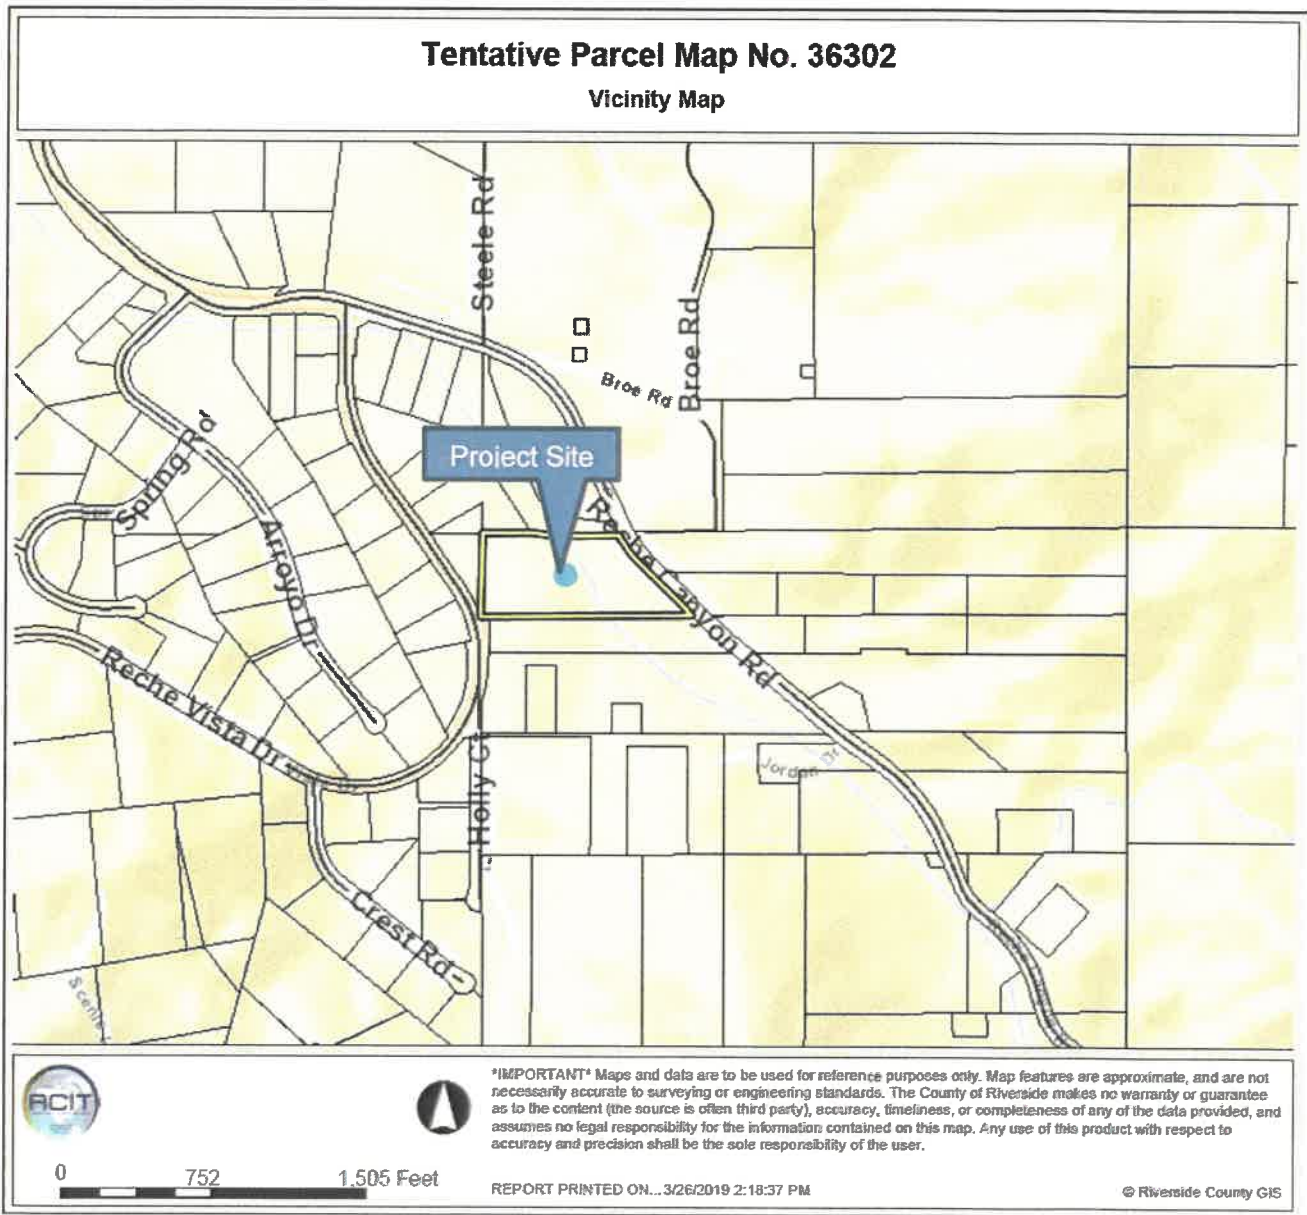 Tentative Parcel Map No. 36302
Vicinity Map
Steele Rd
Broe Rd
Broe Rd
Project Site
Spring Rd
Arroyo Dr
Reche Canyon Rd
Reche Vista Dr
Holly Ct
Jordan Dr
Crest Rd
RCIT
*IMPORTANT* Maps and data are to be used for reference purposes only. Map features are approximate, and are not
necessarily accurate to surveying or engineering standards. The County of Riverside makes no warranty or guarantee
as to the content (the source is often third party), accuracy, timeliness, or completeness of any of the data provided, and
assumes no legal responsibility for the information contained on this map. Any use of this product with respect to
accuracy and precision shall be the sole responsibility of the user.
0 752 1,505 Feet
REPORT PRINTED ON... 3/26/2019 2:18:37 PM
© Riverside County GIS